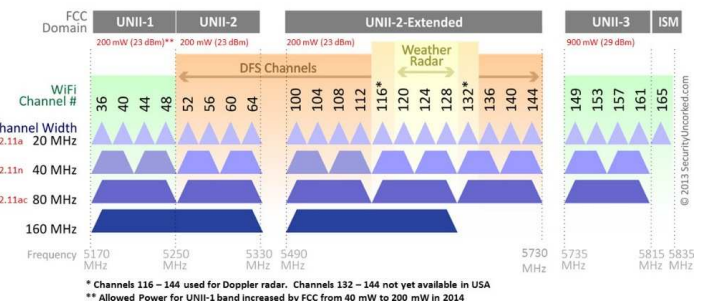 FCC Domain UNII-1 UNII-2 UNII-2-Extended UNII-3 ISM
200 mW (23 dBm)** 200 mW (23 dBm) 200 mW (23 dBm) 900 mW (29 dBm)
Weather Radar
DFS Channels
WiFi Channel # 36 40 44 48 52 56 60 64 100 104 108 112 116* 120 124 128 132* 136 140 144 149 153 157 161 165
hannel Width
2.11a 20 MHz
2.11n 40 MHz
2.11ac 80 MHz
160 MHz
Frequency 5170 MHz 5250 MHz 5330 MHz 5490 MHz 5730 MHz 5735 MHz 5815 MHz 5835 MHz
* Channels 116 – 144 used for Doppler radar. Channels 132 – 144 not yet available in USA
** Allowed Power for UNII-1 band increased by FCC from 40 mW to 200 mW in 2014
© 2013 SecurityUncorked.com